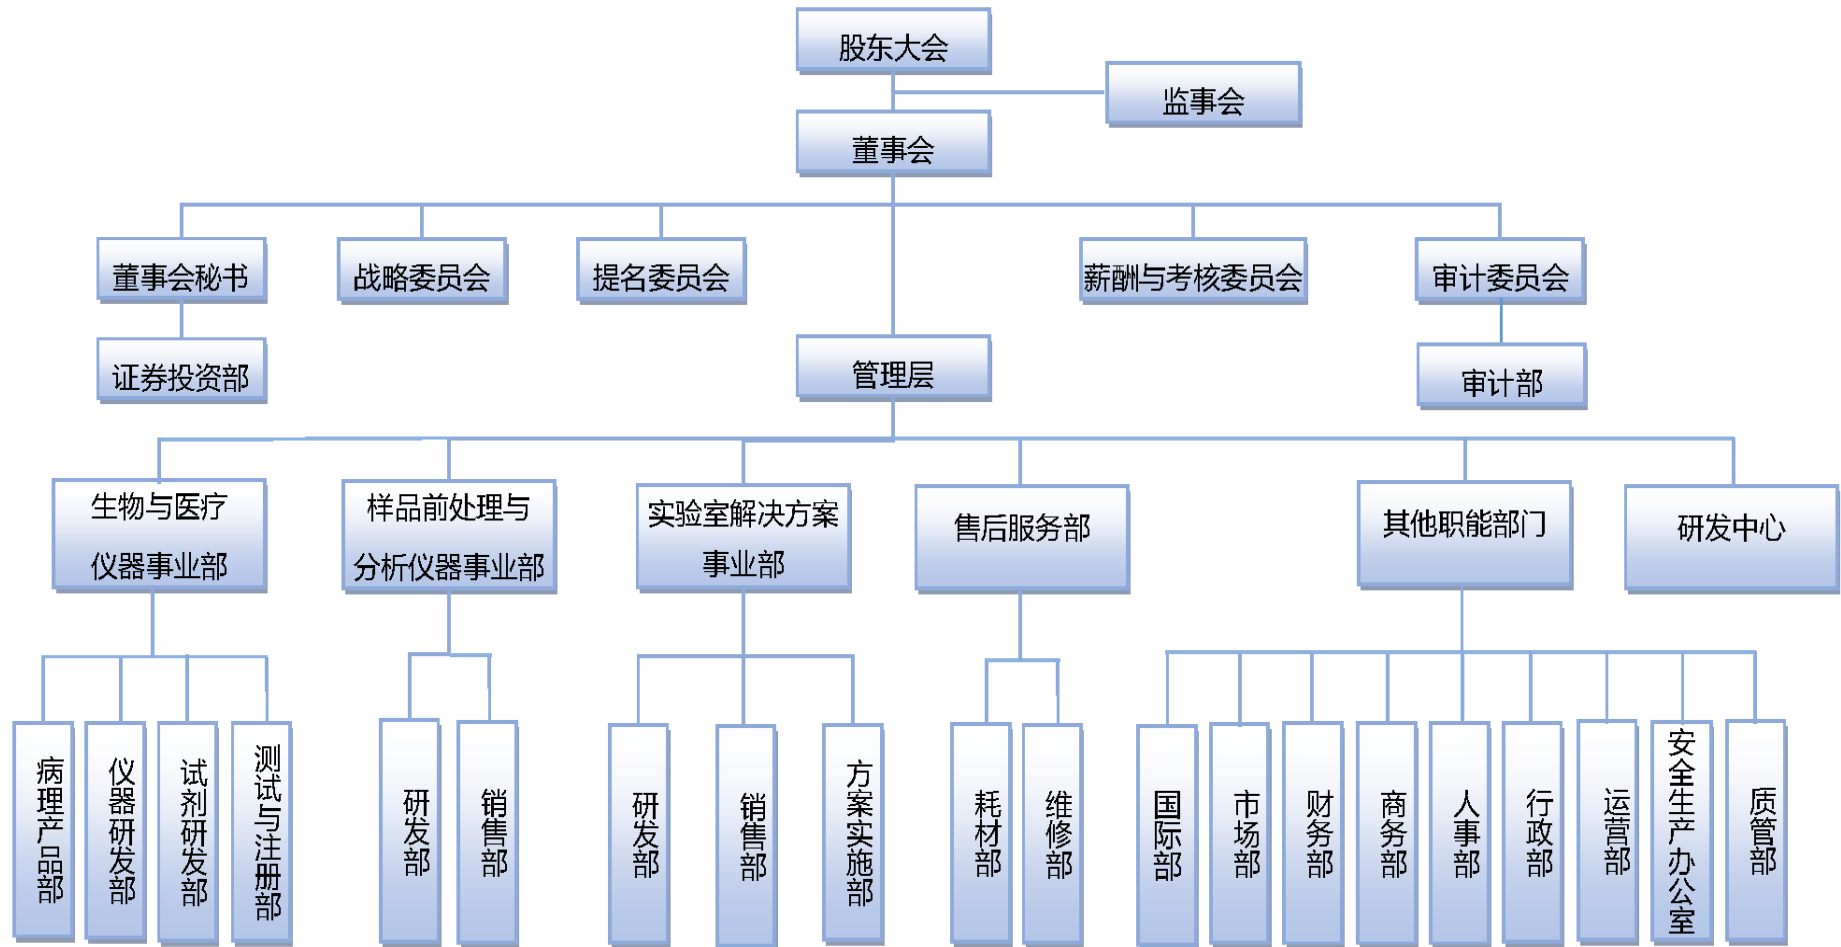 股东大会
监事会
董事会
董事会秘书
战略委员会
提名委员会
薪酬与考核委员会
审计委员会
证券投资部
管理层
审计部
生物与医疗
仪器事业部
样品前处理与
分析仪器事业部
实验室解决方案
事业部
售后服务部
其他职能部门
研发中心
病理产品部
仪器研发部
试剂研发部
测试与注册部
研发部
销售部
研发部
销售部
方案实施部
耗材部
维修部
国际部
市场部
财务部
商务部
人事部
行政部
运营部
安全生产办公室
质管部